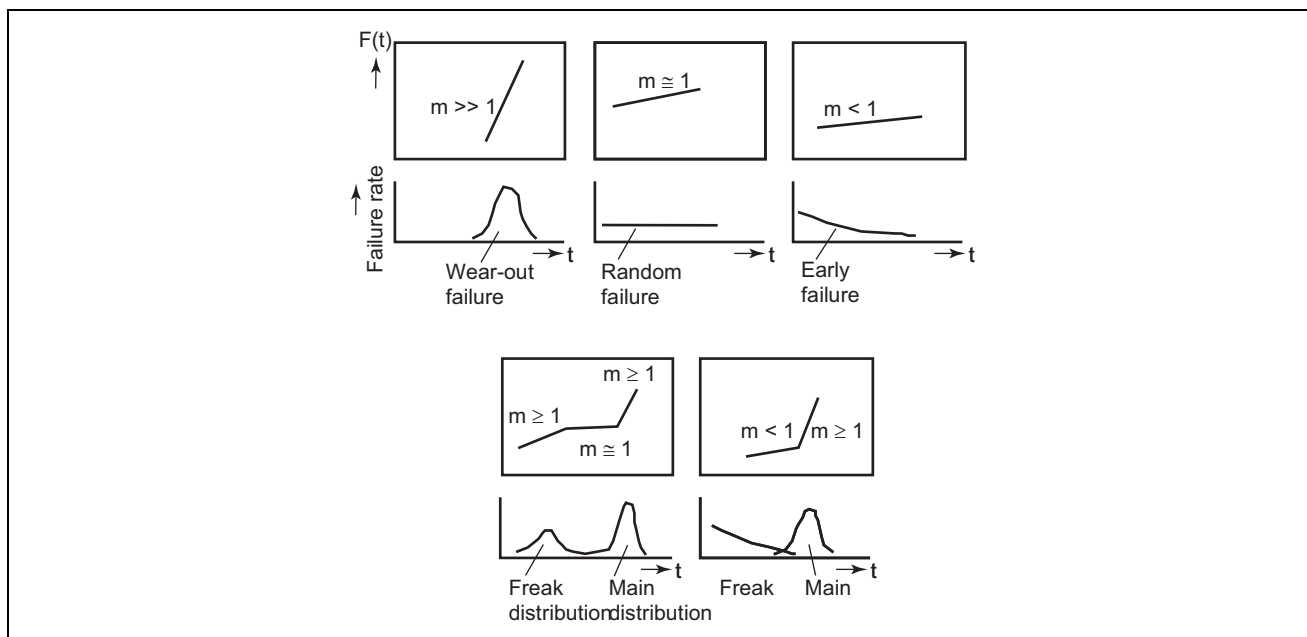 F(t)
m >> 1
m ≅ 1
m < 1
Failure rate
t
t
t
Wear-out
failure
Random
failure
Early
failure
m ≥ 1
m ≥ 1
m ≅ 1
m < 1
m ≥ 1
t
t
Freak
distribution
Main
distribution
Freak
Main